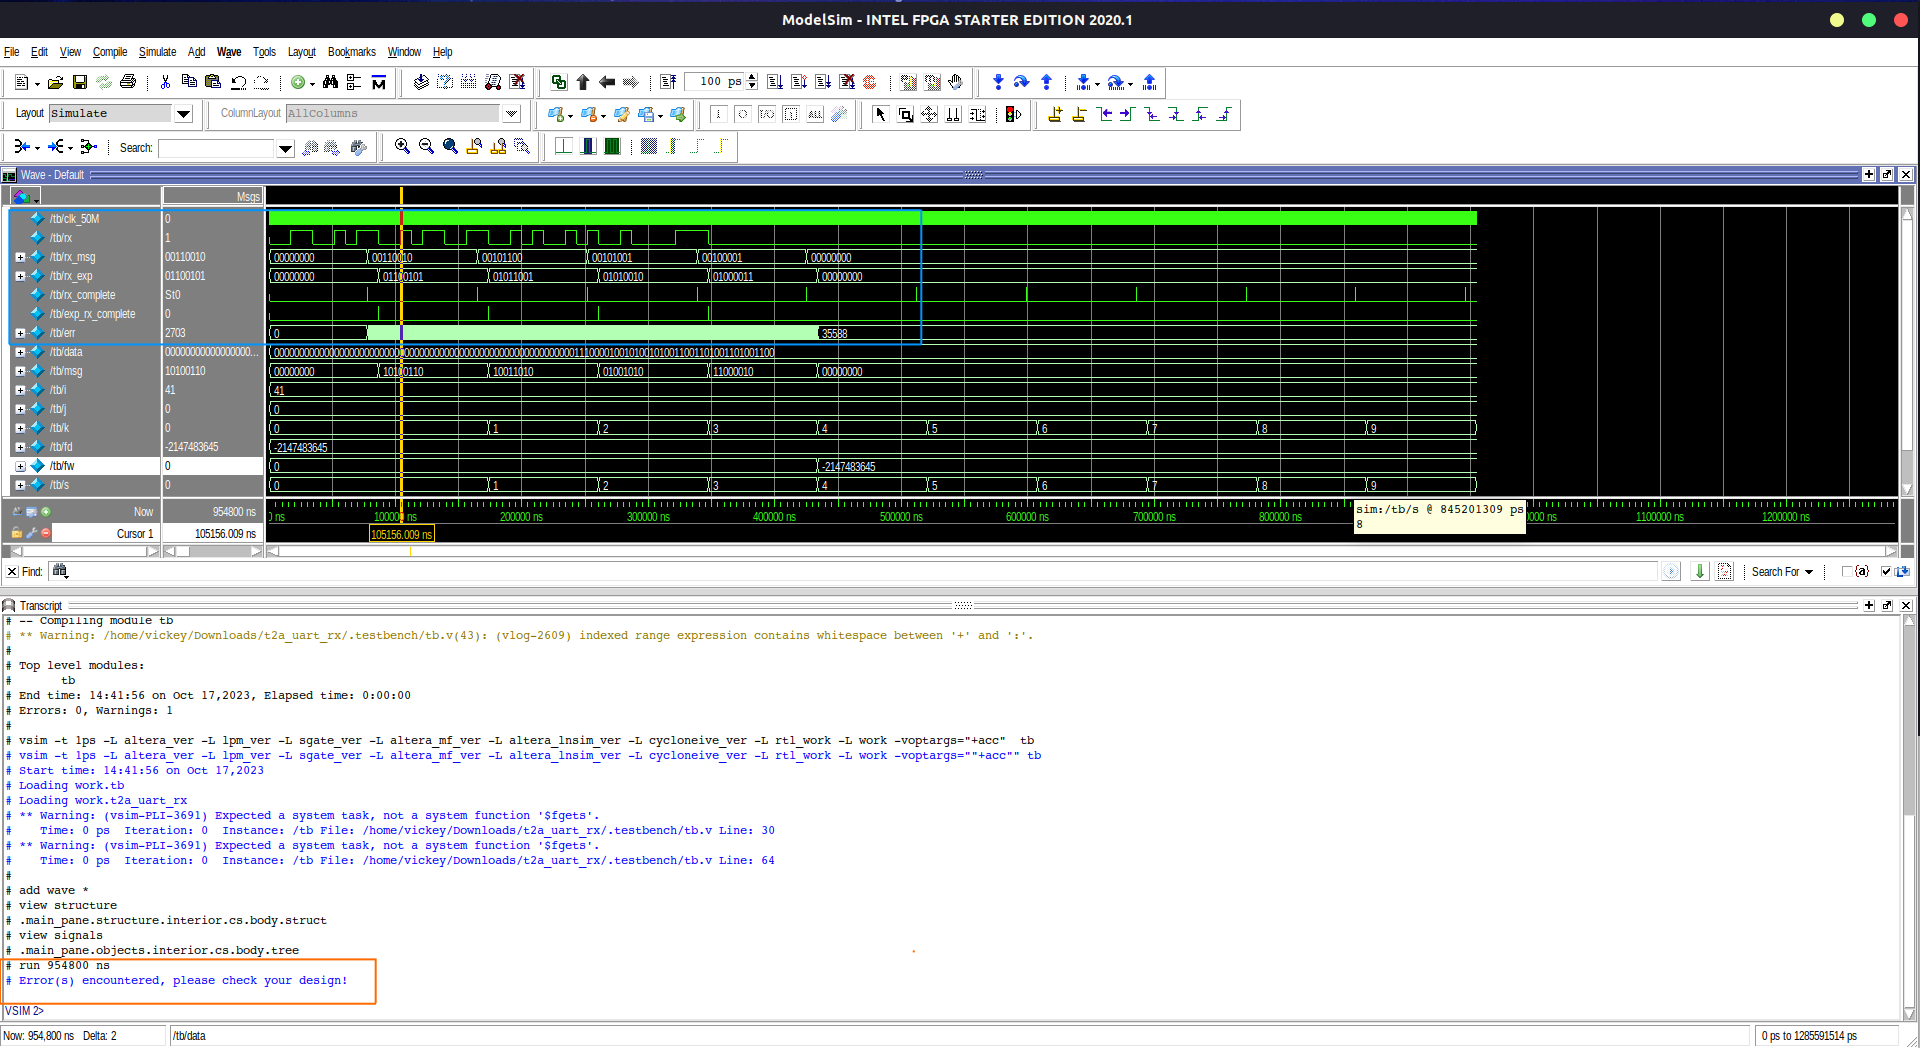 ModelSim - INTEL FPGA STARTER EDITION 2020.1
File Edit View Compile Simulate Add Wave Tools Layout Bookmarks Window Help
100 ps
Layout Simulate ColumnLayout AllColumns
Search:
Wave - Default
Msgs
/tb/clk_50M 0
/tb/rx 1
/tb/rx_msg 00110010 00000000 00110010 00101100 00101001 00100001 00000000
/tb/rx_exp 01100101 00000000 01100101 01011001 01010010 01000011 00000000
/tb/rx_complete St0
/tb/exp_rx_complete 0
/tb/err 2703 0 35588
/tb/data 0000000000000000...
/tb/msg 10100110 00000000 10100110 10011010 01001010 11000010 00000000
/tb/i 41 41
/tb/j 0 0
/tb/k 0 0 1 2 3 4 5 6 7 8 9
/tb/fd -2147483645 -2147483645
/tb/fw 0 0 -2147483645
/tb/s 0 0 1 2 3 4 5 6 7 8 9
Now 954800 ns 0 ns 100000 ns 200000 ns 300000 ns 400000 ns 500000 ns 600000 ns 700000 ns 800000 ns 1100000 ns 1200000 ns
sim:/tb/s @ 845201309 ps
8
Cursor 1 105156.009 ns 105156.009 ns
Find: Search For
Transcript
# -- Compiling module tb
# ** Warning: /home/vickey/Downloads/t2a_uart_rx/.testbench/tb.v(43): (vlog-2609) indexed range expression contains whitespace between '+' and ':'.
#
# Top level modules:
# tb
# End time: 14:41:56 on Oct 17,2023, Elapsed time: 0:00:00
# Errors: 0, Warnings: 1
#
# vsim -t 1ps -L altera_ver -L lpm_ver -L sgate_ver -L altera_mf_ver -L altera_lnsim_ver -L cycloneive_ver -L rtl_work -L work -voptargs="+acc" tb
# vsim -t 1ps -L altera_ver -L lpm_ver -L sgate_ver -L altera_mf_ver -L altera_lnsim_ver -L cycloneive_ver -L rtl_work -L work -voptargs=""+acc"" tb
# Start time: 14:41:56 on Oct 17,2023
# Loading work.tb
# Loading work.t2a_uart_rx
# ** Warning: (vsim-PLI-3691) Expected a system task, not a system function '$fgets'.
# Time: 0 ps Iteration: 0 Instance: /tb File: /home/vickey/Downloads/t2a_uart_rx/.testbench/tb.v Line: 30
# ** Warning: (vsim-PLI-3691) Expected a system task, not a system function '$fgets'.
# Time: 0 ps Iteration: 0 Instance: /tb File: /home/vickey/Downloads/t2a_uart_rx/.testbench/tb.v Line: 64
#
# add wave *
# view structure
# .main_pane.structure.interior.cs.body.struct
# view signals
# .main_pane.objects.interior.cs.body.tree
# run 954800 ns
# Error(s) encountered, please check your design!
VSIM 2>
Now: 954,800 ns Delta: 2 /tb/data 0 ps to 1285591514 ps